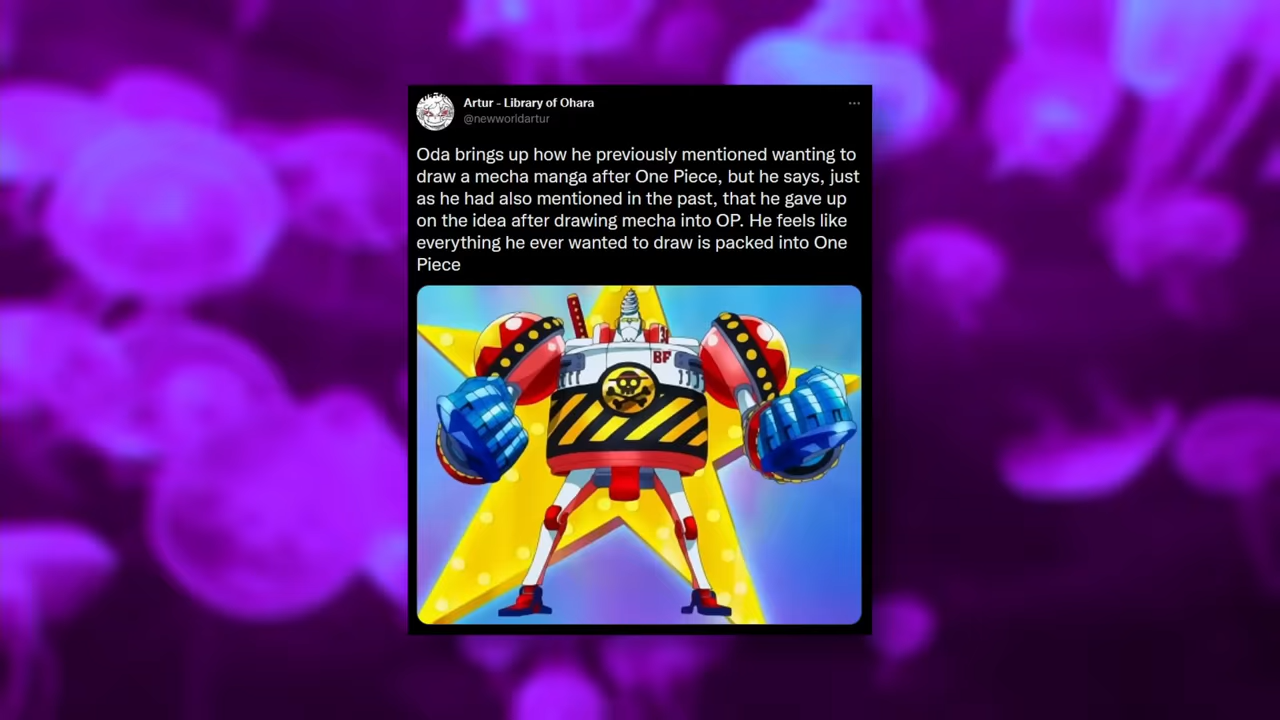 Artur - Library of Ohara
@newworldartur
Oda brings up how he previously mentioned wanting to
draw a mecha manga after One Piece, but he says, just
as he had also mentioned in the past, that he gave up
on the idea after drawing mecha into OP. He feels like
everything he ever wanted to draw is packed into One
Piece
BF